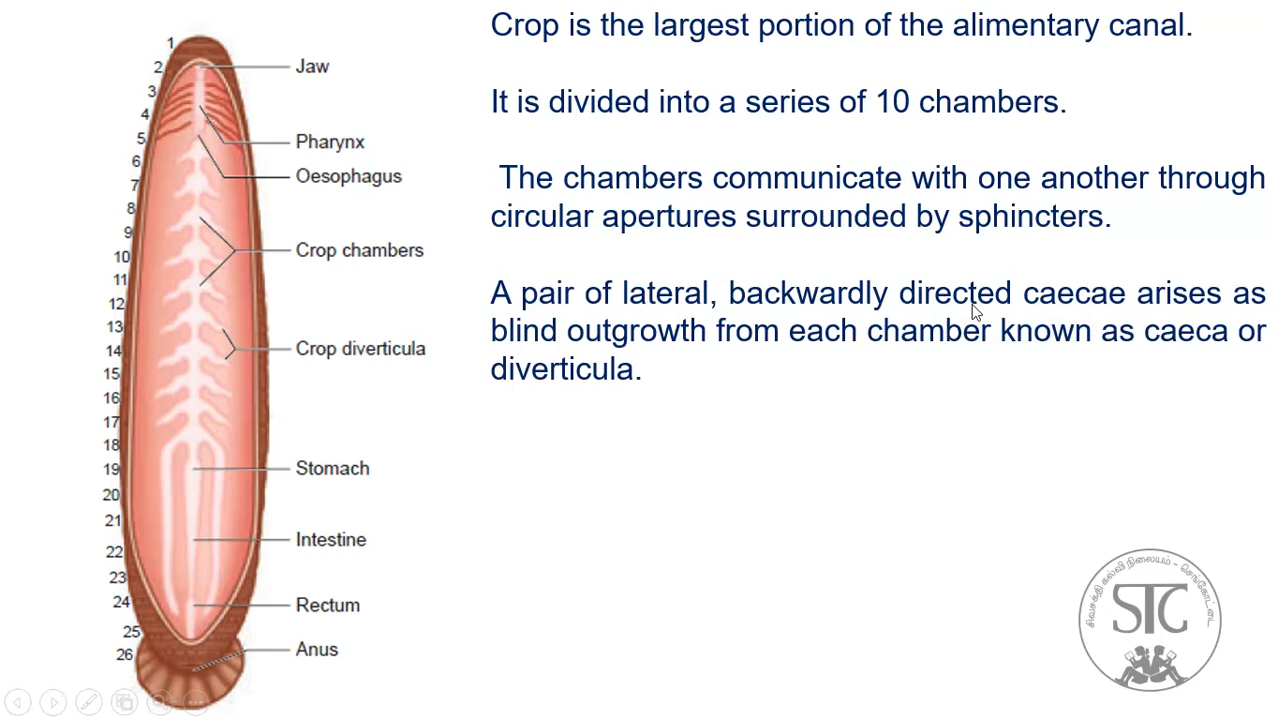 Crop is the largest portion of the alimentary canal.
It is divided into a series of 10 chambers.
The chambers communicate with one another through
circular apertures surrounded by sphincters.
A pair of lateral, backwardly directed caecae arises as
blind outgrowth from each chamber known as caeca or
diverticula.
1
2
3
4
5
6
7
8
9
10
11
12
13
14
15
16
17
18
19
20
21
22
23
24
25
26
Jaw
Pharynx
Oesophagus
Crop chambers
Crop diverticula
Stomach
Intestine
Rectum
Anus
சிவசக்தி கல்வி நிலையம் - செங்கோட்டை
STC